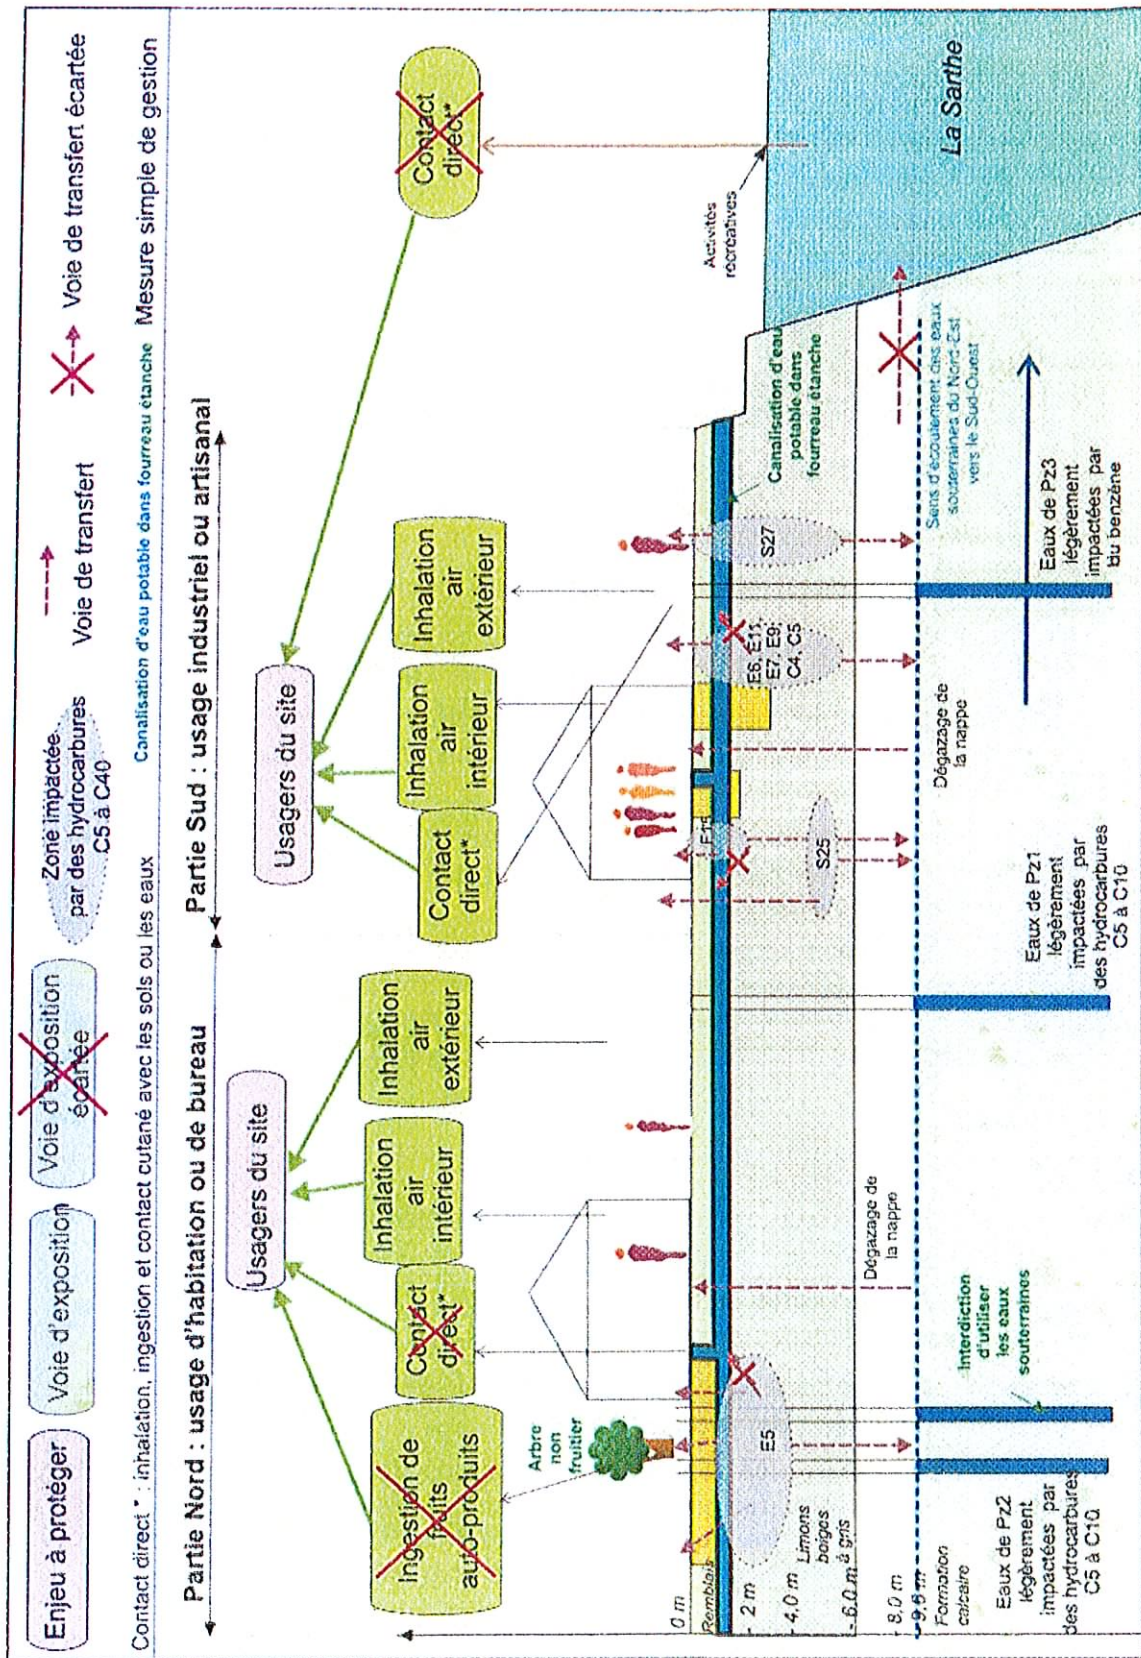 Enjeu à protéger
Voie d'exposition
Voie d'exposition
écartée
Zone impactée
par des hydrocarbures
C5 à C40
Voie de transfert
Voie de transfert écartée
Contact direct * : inhalation, ingestion et contact cutané avec les sols ou les eaux
Canalisation d'eau potable dans fourreau étanche
Mesure simple de gestion
Partie Nord : usage d'habitation ou de bureau
Partie Sud : usage industriel ou artisanal
Usagers du site
Usagers du site
Ingestion de
fruits
auto-produits
Contact
direct*
Inhalation
air
intérieur
Inhalation
air
extérieur
Contact
direct*
Inhalation
air
intérieur
Inhalation
air
extérieur
Contact
direct*
Arbre
non
fruitier
Activités
récréatives
La Sarthe
0 m
Remblais
- 2 m
- 4,0 m
Limons
beiges
à gris
- 6,0 m
- 8,0 m
Formation
calcaire
E5
S25
E6, E11,
E7, E9;
C4, C5
S27
Canalisation d'eau
potable dans
fourreau étanche
Dégazage de
la nappe
Dégazage de
la nappe
Interdiction
d'utiliser
les eaux
souterraines
Sens d'écoulement des eaux
souterraines du Nord-Est
vers le Sud-Ouest
Eaux de Pz2
légèrement
impactées par
des hydrocarbures
C5 à C10
Eaux de Pz1
légèrement
impactées par
des hydrocarbures
C5 à C10
Eaux de Pz3
légèrement
impactées par
du benzène